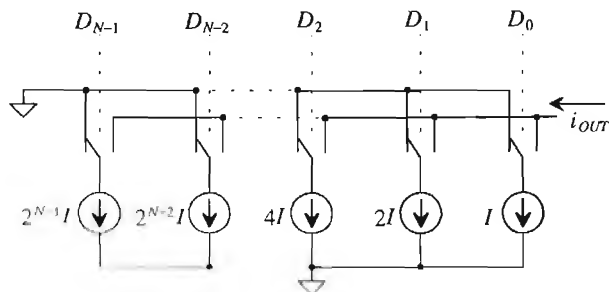 D_{N-1} D_{N-2} D_2 D_1 D_0
i_{OUT}
2^{N-1}I 2^{N-2}I 4I 2I I